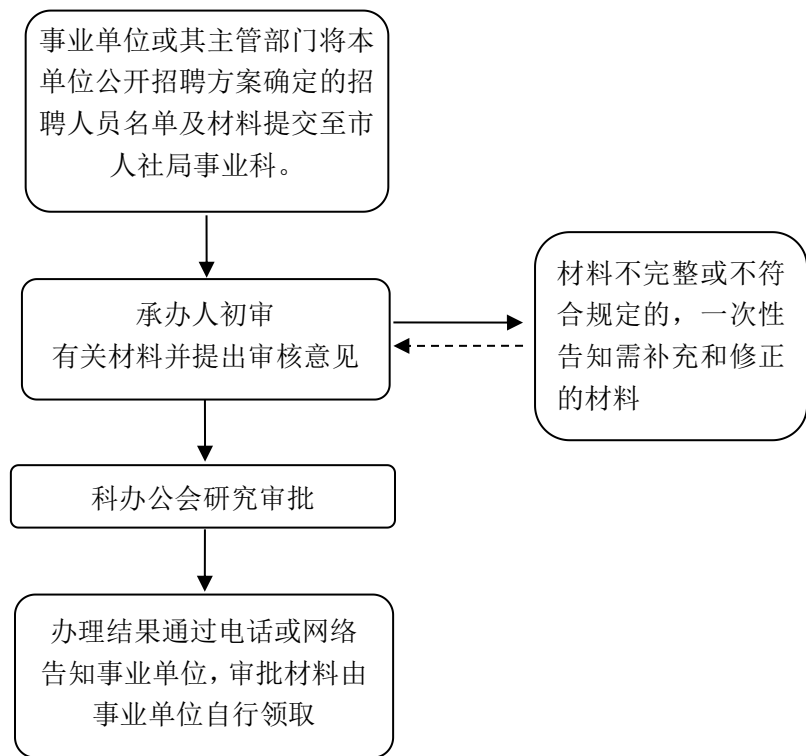 事业单位或其主管部门将本
单位公开招聘方案确定的招
聘人员名单及材料提交至市
人社局事业科。
承办人初审
有关材料并提出审核意见
材料不完整或不符
合规定的，一次性
告知需补充和修正
的材料
科办公会研究审批
办理结果通过电话或网络
告知事业单位，审批材料由
事业单位自行领取